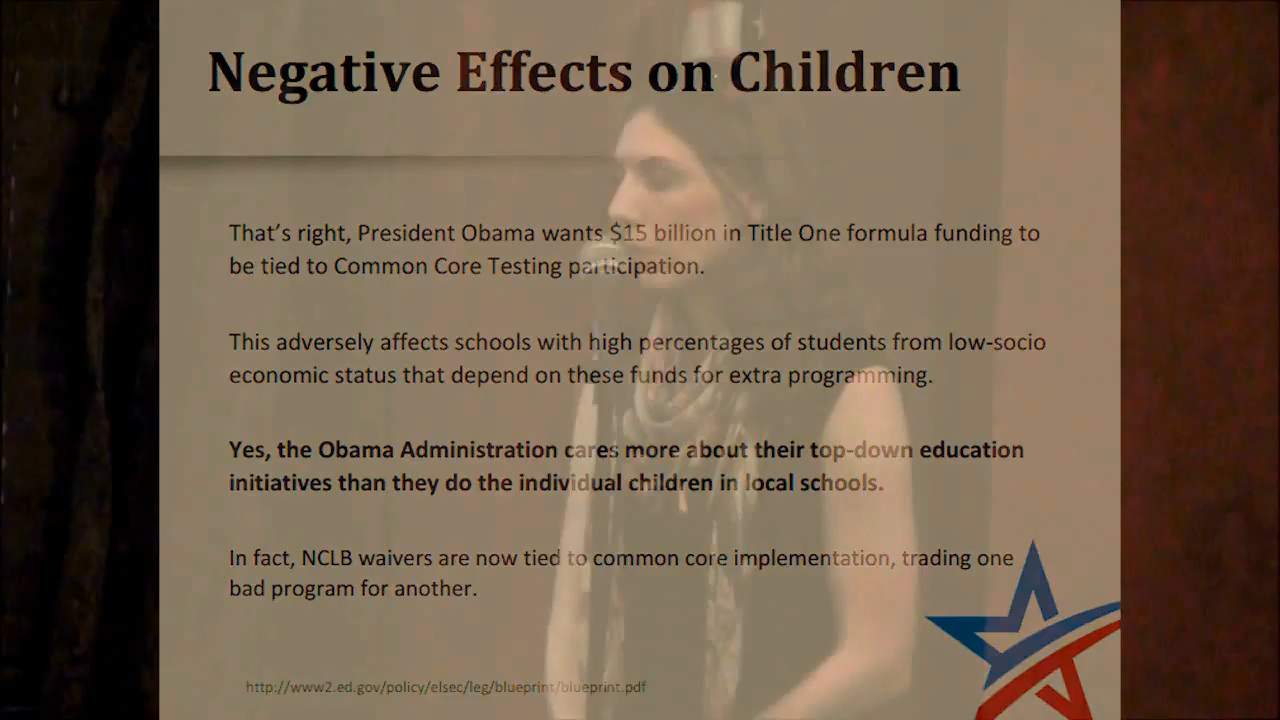 Negative Effects on Children
That's right, President Obama wants $15 billion in Title One formula funding to
be tied to Common Core Testing participation.
This adversely affects schools with high percentages of students from low-socio
economic status that depend on these funds for extra programming.
Yes, the Obama Administration cares more about their top-down education
initiatives than they do the individual children in local schools.
In fact, NCLB waivers are now tied to common core implementation, trading one
bad program for another.
http://www2.ed.gov/policy/elsec/leg/blueprint/blueprint.pdf